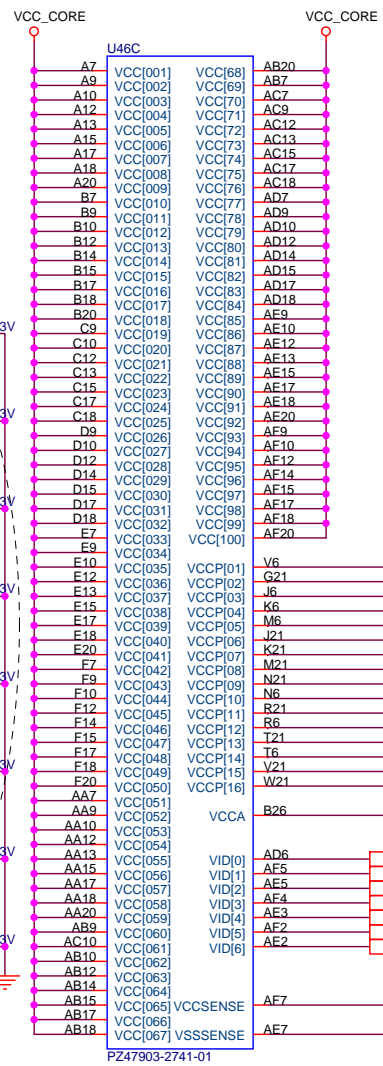 VCC_CORE VCC_CORE
U46C
A7 VCC[001] VCC[68] AB20
A9 VCC[002] VCC[69] AB7
A10 VCC[003] VCC[70] AC7
A12 VCC[004] VCC[71] AC9
A13 VCC[005] VCC[72] AC12
A15 VCC[006] VCC[73] AC13
A17 VCC[007] VCC[74] AC15
A18 VCC[008] VCC[75] AC17
A20 VCC[009] VCC[76] AC18
B7 VCC[010] VCC[77] AD7
B9 VCC[011] VCC[78] AD9
B10 VCC[012] VCC[79] AD10
B12 VCC[013] VCC[80] AD12
B14 VCC[014] VCC[81] AD14
B15 VCC[015] VCC[82] AD15
B17 VCC[016] VCC[83] AD17
B18 VCC[017] VCC[84] AD18
B20 VCC[018] VCC[85] AE9
3V C9 VCC[019] VCC[86] AE10
C10 VCC[020] VCC[87] AE12
C12 VCC[021] VCC[88] AE13
C13 VCC[022] VCC[89] AE15
C15 VCC[023] VCC[90] AE17
C17 VCC[024] VCC[91] AE18
3V C18 VCC[025] VCC[92] AE20
D9 VCC[026] VCC[93] AF9
D10 VCC[027] VCC[94] AF10
D12 VCC[028] VCC[95] AF12
D14 VCC[029] VCC[96] AF14
D15 VCC[030] VCC[97] AF15
3V D17 VCC[031] VCC[98] AF17
D18 VCC[032] VCC[99] AF18
E7 VCC[033] VCC[100] AF20
E9 VCC[034]
E10 VCC[035] VCCP[01] V6
E12 VCC[036] VCCP[02] G21
3V E13 VCC[037] VCCP[03] J6
E15 VCC[038] VCCP[04] K6
E17 VCC[039] VCCP[05] M6
E18 VCC[040] VCCP[06] J21
E20 VCC[041] VCCP[07] K21
F7 VCC[042] VCCP[08] M21
3V F9 VCC[043] VCCP[09] N21
F10 VCC[044] VCCP[10] N6
F12 VCC[045] VCCP[11] R21
F14 VCC[046] VCCP[12] R6
F15 VCC[047] VCCP[13] T21
F17 VCC[048] VCCP[14] T6
3V F18 VCC[049] VCCP[15] V21
F20 VCC[050] VCCP[16] W21
AA7 VCC[051]
AA9 VCC[052] VCCA B26
AA10 VCC[053]
AA12 VCC[054]
3V AA13 VCC[055] VID[0] AD6
AA15 VCC[056] VID[1] AF5
AA17 VCC[057] VID[2] AE5
AA18 VCC[058] VID[3] AF4
AA20 VCC[059] VID[4] AE3
AB9 VCC[060] VID[5] AF2
3V AC10 VCC[061] VID[6] AE2
AB10 VCC[062]
AB12 VCC[063]
AB14 VCC[064]
AB15 VCC[065] VCCSENSE AF7
AB17 VCC[066]
AB18 VCC[067] VSSSENSE AE7
PZ47903-2741-01